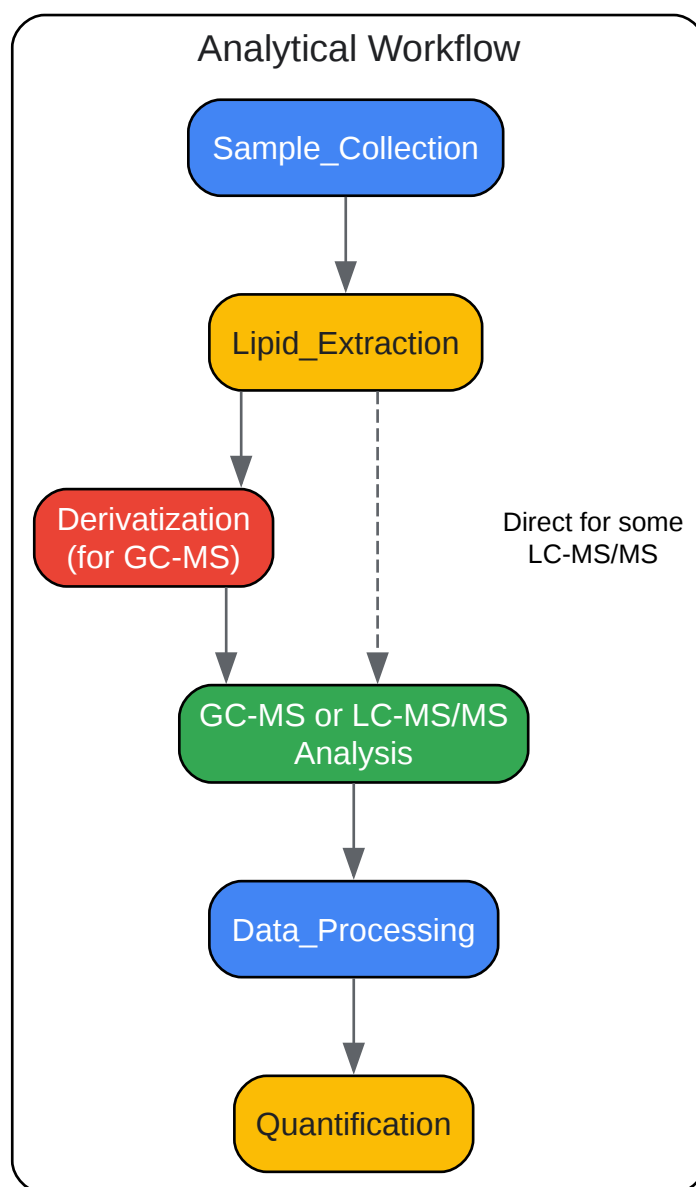 Analytical Workflow
Sample_Collection
Lipid_Extraction
Derivatization
(for GC-MS)
Direct for some
LC-MS/MS
GC-MS or LC-MS/MS
Analysis
Data_Processing
Quantification